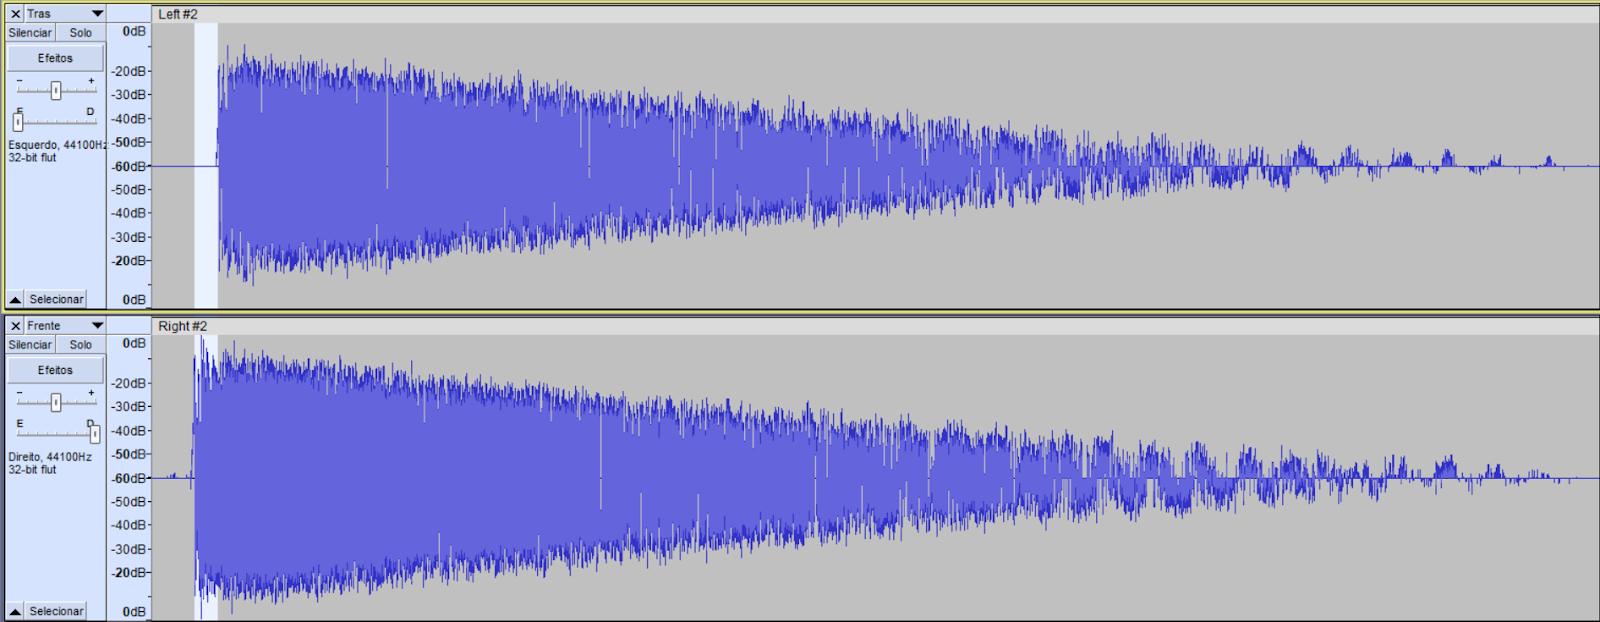 Tras
Left #2
Silenciar Solo
Efeitos
- +
E D
Esquerdo, 44100Hz
32-bit flut
Selecionar
0dB
-20dB
-30dB
-40dB
-50dB
-60dB
-50dB
-40dB
-30dB
-20dB
0dB
Frente
Right #2
Silenciar Solo
Efeitos
- +
E D
Direito, 44100Hz
32-bit flut
Selecionar
0dB
-20dB
-30dB
-40dB
-50dB
-60dB
-50dB
-40dB
-30dB
-20dB
0dB